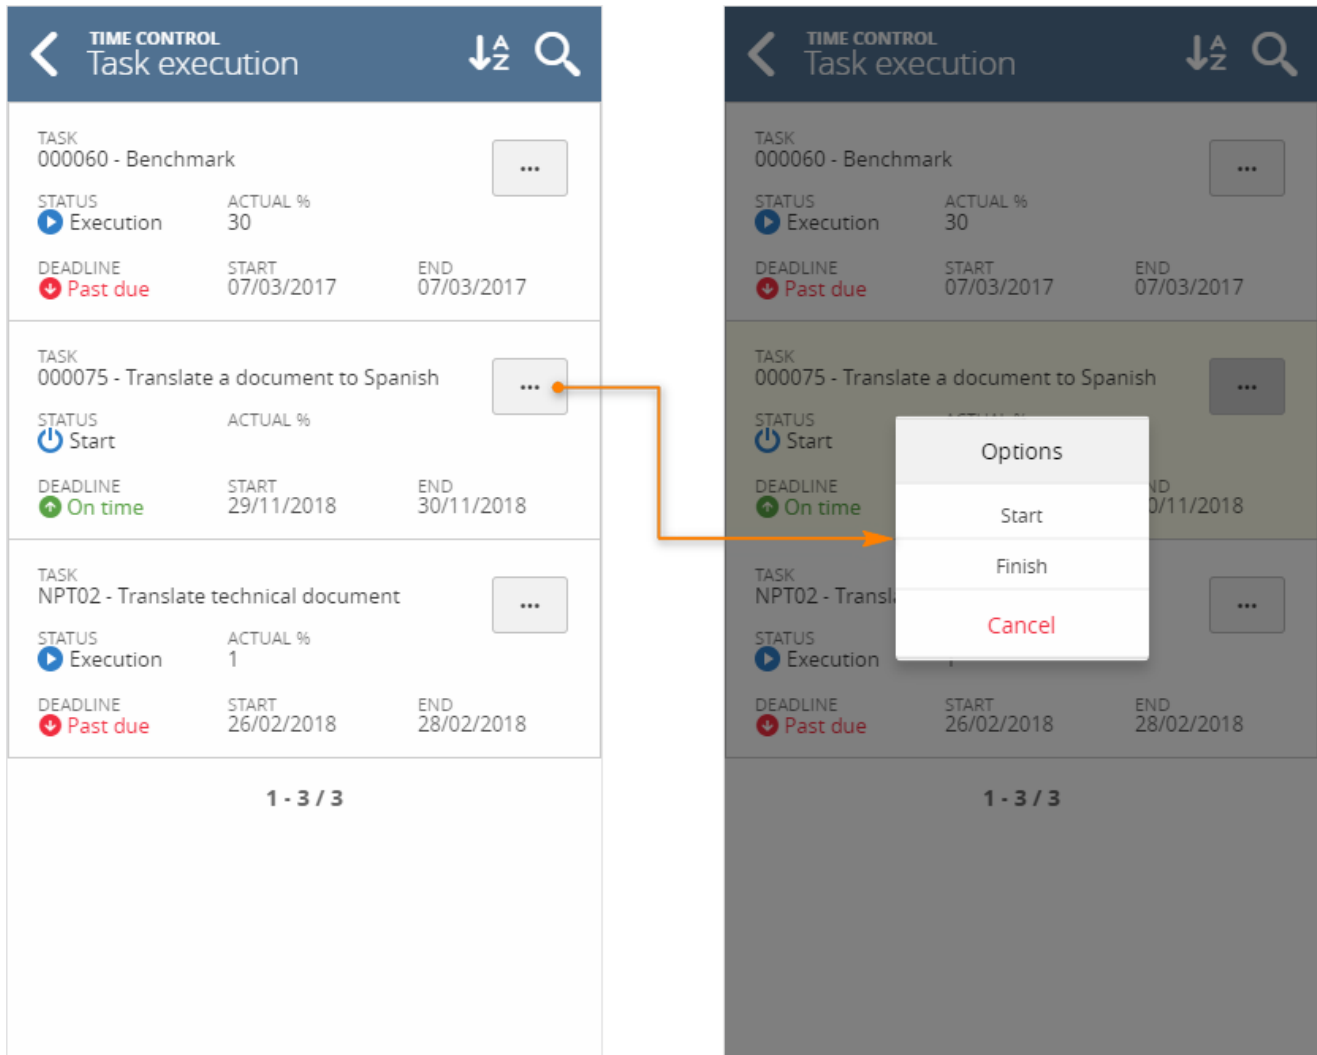 TIME CONTROL
Task execution
TASK
000060 - Benchmark
...
STATUS ACTUAL %
Execution 30
DEADLINE START END
Past due 07/03/2017 07/03/2017
TASK
000075 - Translate a document to Spanish
...
STATUS ACTUAL %
Start
DEADLINE START END
On time 29/11/2018 30/11/2018
TASK
NPT02 - Translate technical document
...
STATUS ACTUAL %
Execution 1
DEADLINE START END
Past due 26/02/2018 28/02/2018
1 - 3 / 3
TIME CONTROL
Task execution
TASK
000060 - Benchmark
...
STATUS ACTUAL %
Execution 30
DEADLINE START END
Past due 07/03/2017 07/03/2017
TASK
000075 - Translate a document to Spanish
...
STATUS
Start
DEADLINE
On time 0/11/2018
Options
Start
Finish
Cancel
TASK
NPT02 - Transl
...
STATUS
Execution
DEADLINE START END
Past due 26/02/2018 28/02/2018
1 - 3 / 3